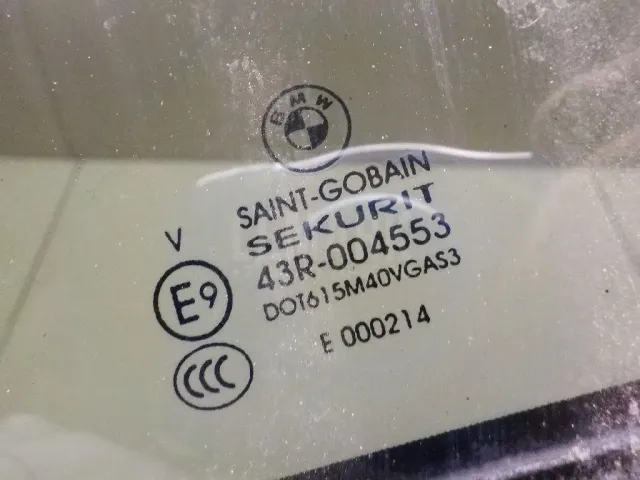 BMW
SAINT-GOBAIN
SEKURIT
V
43R-004553
E9
DOT615M40VGAS3
E 000214
CCC